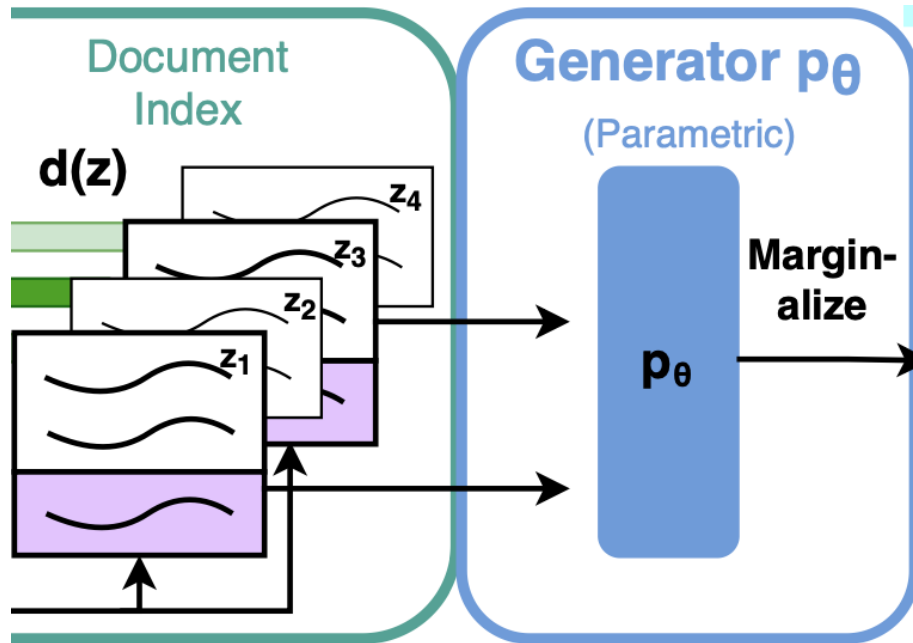 Document
Index
d(z)
z4
z3
z2
z1
Generator pθ
(Parametric)
pθ
Margin-
alize